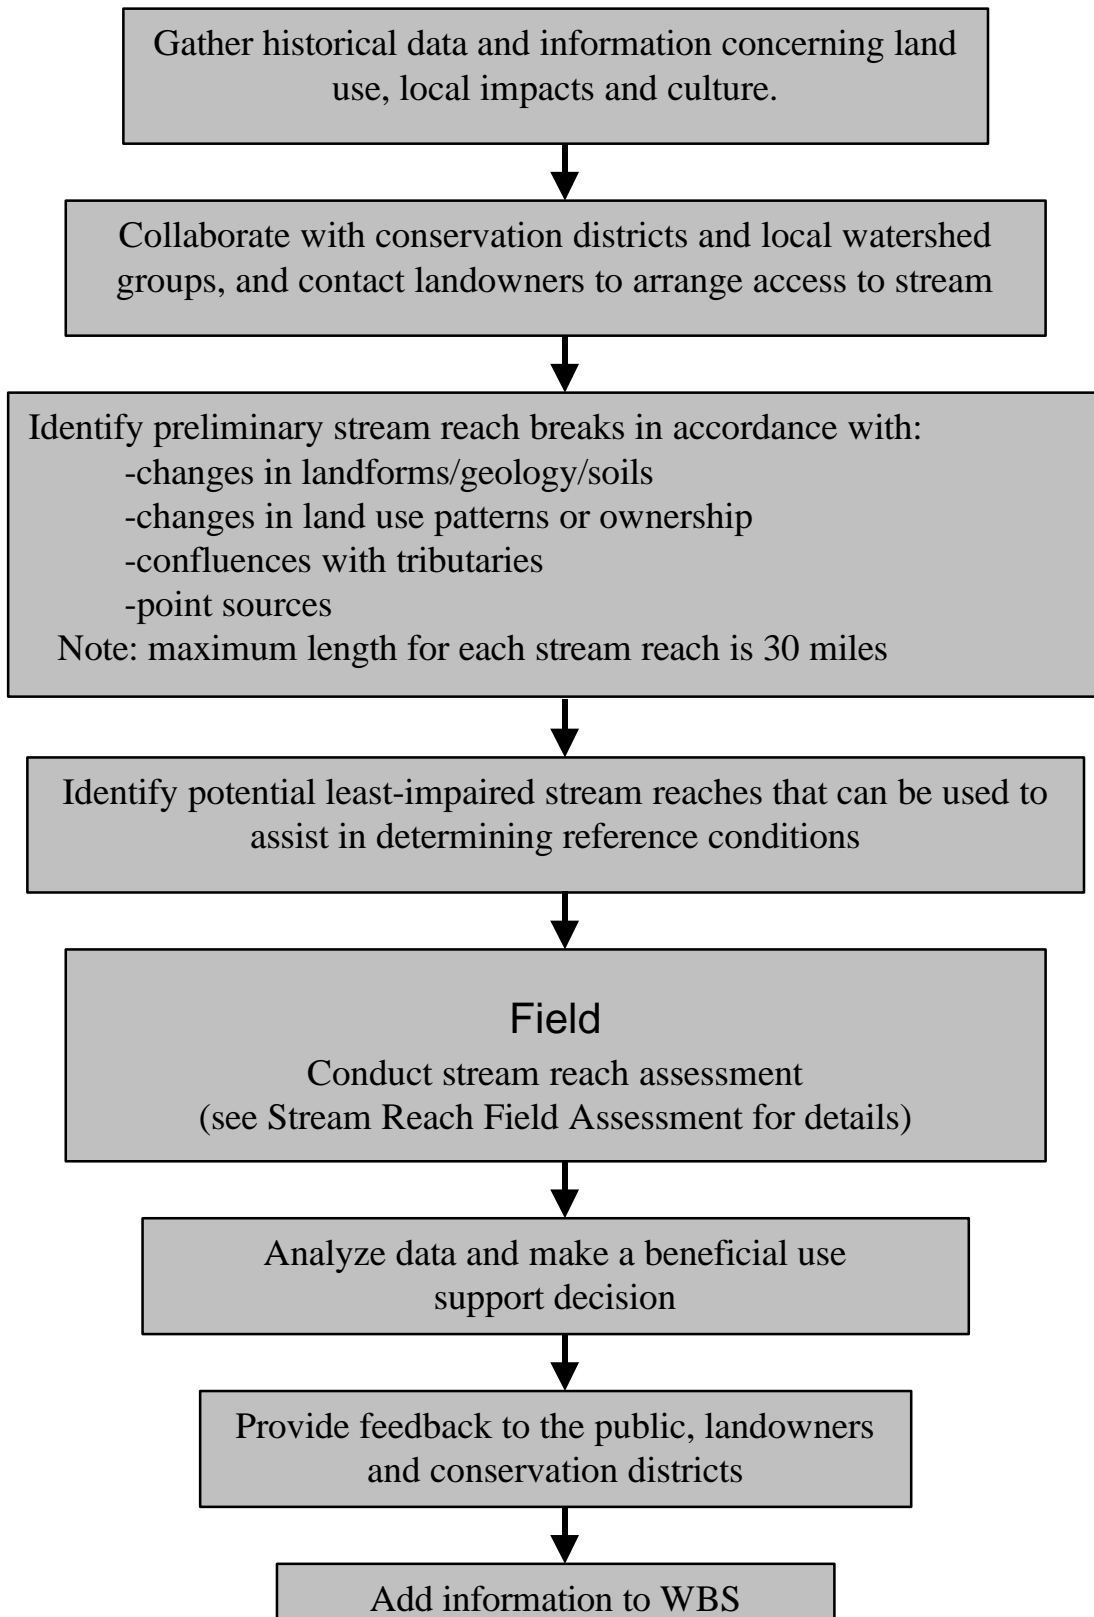 Gather historical data and information concerning land
use, local impacts and culture.
Collaborate with conservation districts and local watershed
groups, and contact landowners to arrange access to stream
Identify preliminary stream reach breaks in accordance with:
-changes in landforms/geology/soils
-changes in land use patterns or ownership
-confluences with tributaries
-point sources
Note: maximum length for each stream reach is 30 miles
Identify potential least-impaired stream reaches that can be used to
assist in determining reference conditions
Field
Conduct stream reach assessment
(see Stream Reach Field Assessment for details)
Analyze data and make a beneficial use
support decision
Provide feedback to the public, landowners
and conservation districts
Add information to WBS